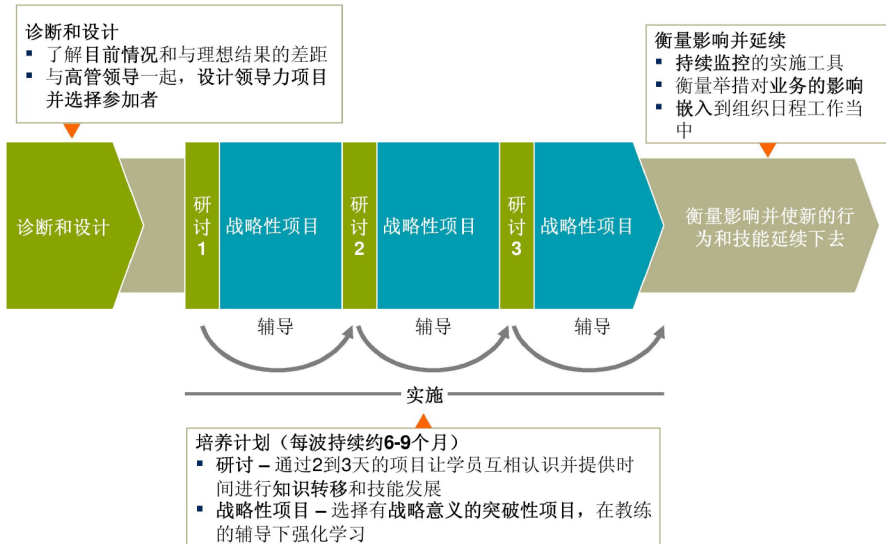 诊断和设计
▪ 了解目前情况和与理想结果的差距
▪ 与高管领导一起，设计领导力项目
并选择参加者
衡量影响并延续
▪ 持续监控的实施工具
▪ 衡量举措对业务的影响
▪ 嵌入到组织日程工作当
中
诊断和设计
研
讨
1
战略性项目
研
讨
2
战略性项目
研
讨
3
战略性项目
衡量影响并使新的行
为和技能延续下去
辅导
辅导
辅导
实施
培养计划（每波持续约6-9个月）
▪ 研讨 – 通过2到3天的项目让学员互相认识并提供时
间进行知识转移和技能发展
▪ 战略性项目 – 选择有战略意义的突破性项目，在教练
的辅导下强化学习